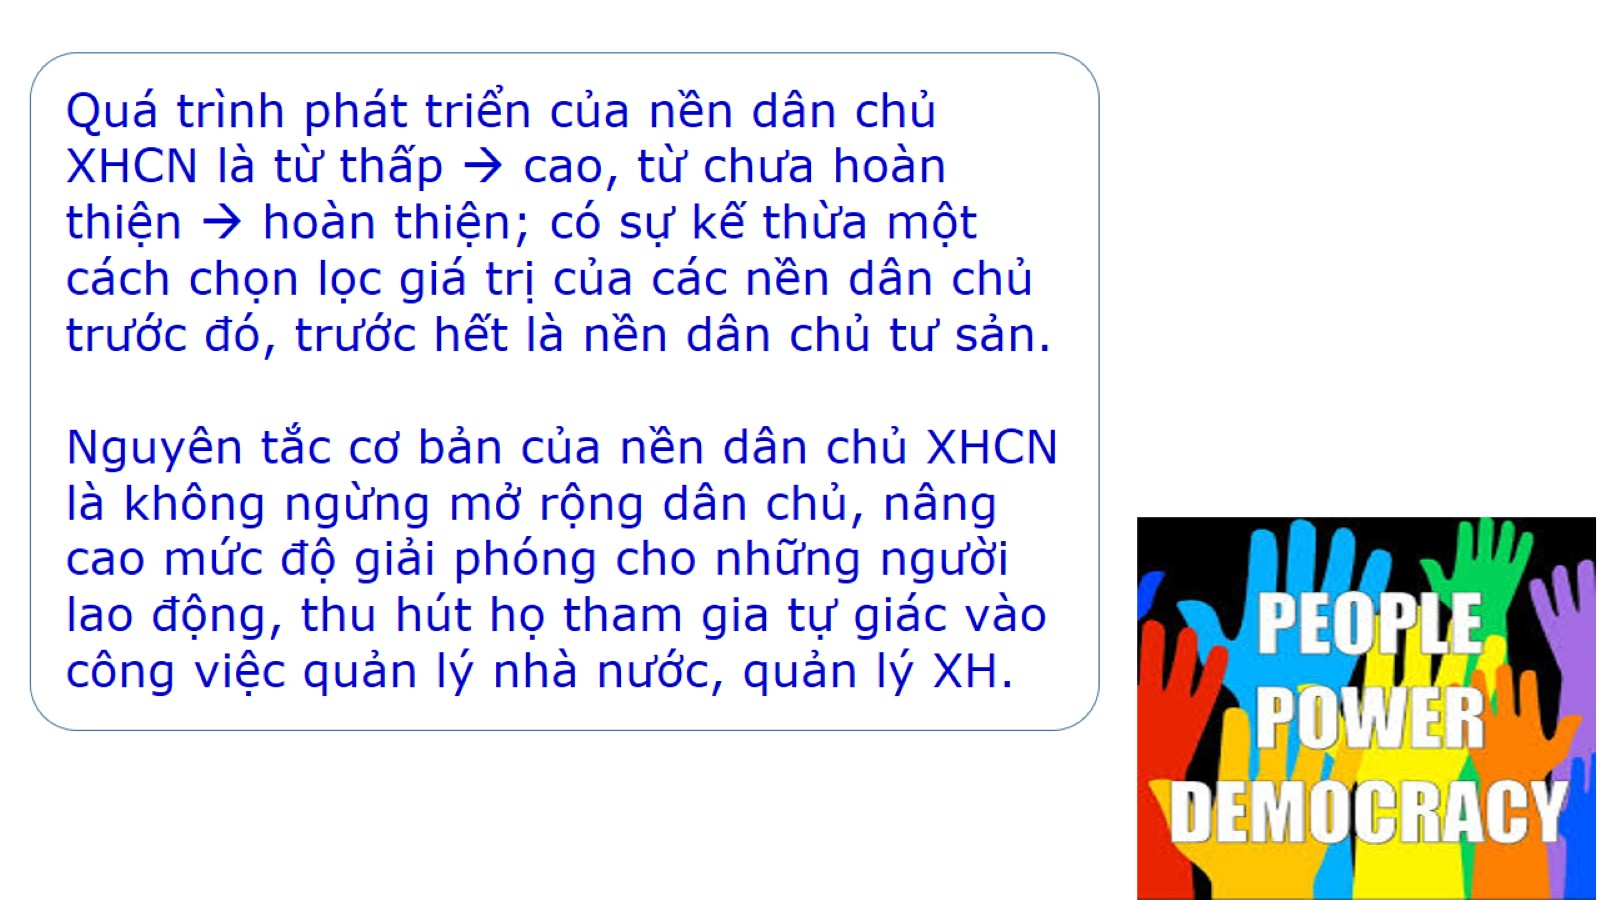 Quá trình phát triển của nền dân chủ
XHCN là từ thấp → cao, từ chưa hoàn
thiện → hoàn thiện; có sự kế thừa một
cách chọn lọc giá trị của các nền dân chủ
trước đó, trước hết là nền dân chủ tư sản.
Nguyên tắc cơ bản của nền dân chủ XHCN
là không ngừng mở rộng dân chủ, nâng
cao mức độ giải phóng cho những người
lao động, thu hút họ tham gia tự giác vào
công việc quản lý nhà nước, quản lý XH.
PEOPLE
POWER
DEMOCRACY